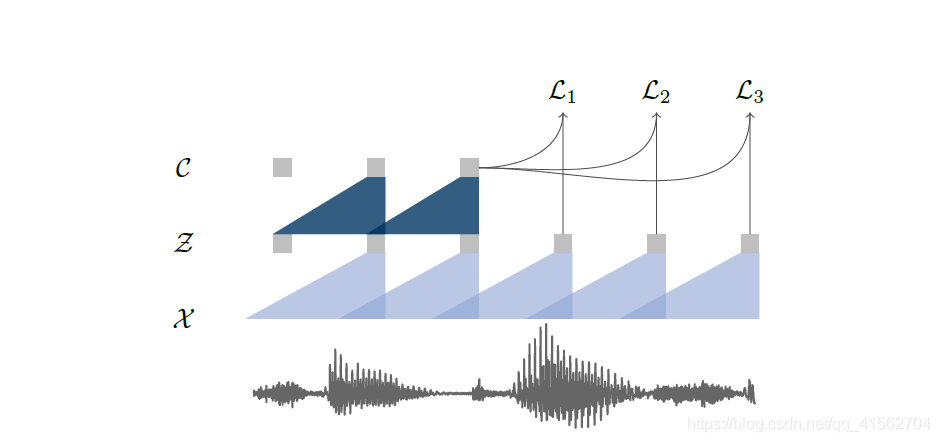 ℒ₁ ℒ₂ ℒ₃
𝒞
𝒵
𝒳
https://blog.csdn.net/qq_41562704